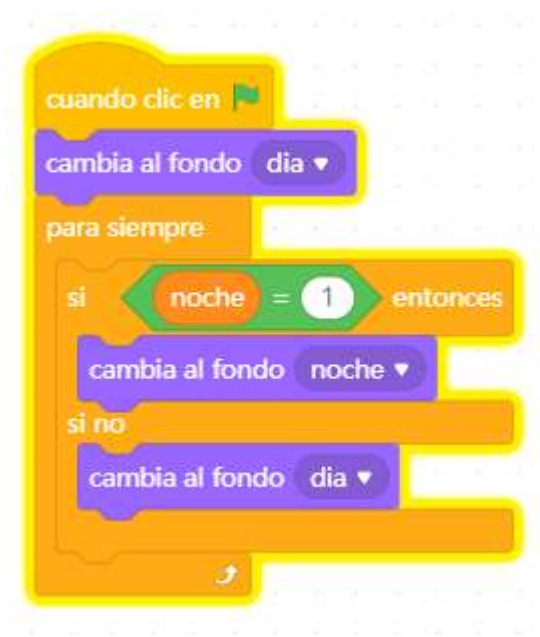 cuando clic en
cambia al fondo dia
para siempre
si noche = 1 entonces
cambia al fondo noche
si no
cambia al fondo dia